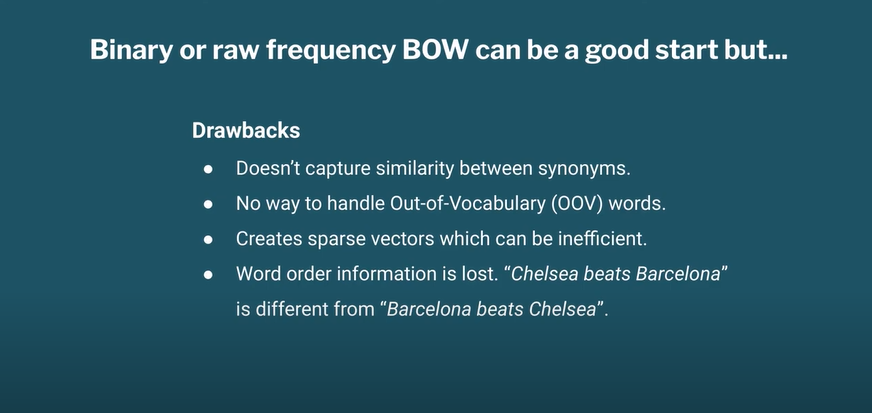 Binary or raw frequency BOW can be a good start but...
Drawbacks
● Doesn’t capture similarity between synonyms.
● No way to handle Out-of-Vocabulary (OOV) words.
● Creates sparse vectors which can be inefficient.
● Word order information is lost. “Chelsea beats Barcelona”
is different from “Barcelona beats Chelsea”.